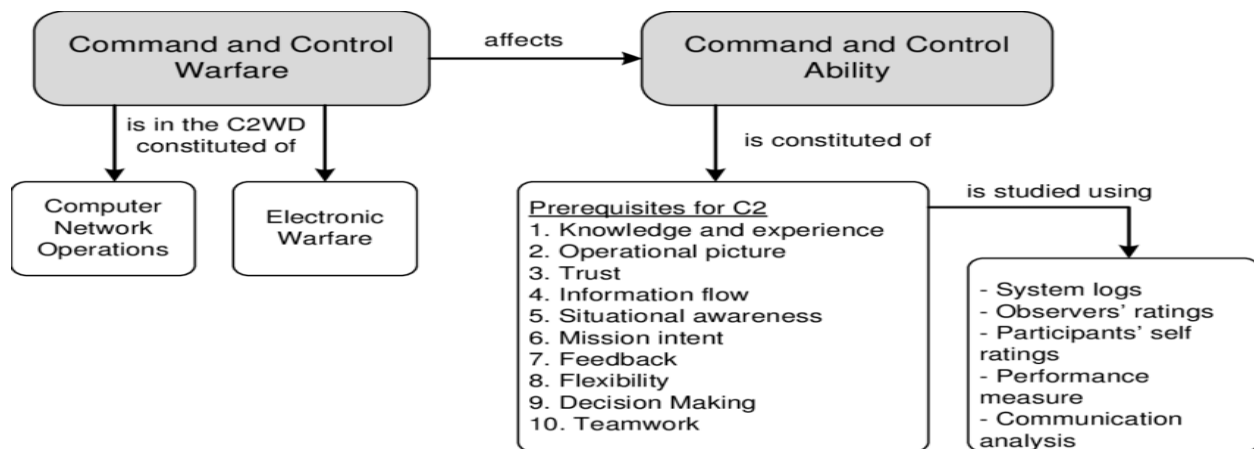 Command and Control
Warfare
affects
Command and Control
Ability
is in the C2WD
constituted of
is constituted of
Computer
Network
Operations
Electronic
Warfare
Prerequisites for C2
1. Knowledge and experience
2. Operational picture
3. Trust
4. Information flow
5. Situational awareness
6. Mission intent
7. Feedback
8. Flexibility
9. Decision Making
10. Teamwork
is studied using
- System logs
- Observers' ratings
- Participants' self
ratings
- Performance
measure
- Communication
analysis